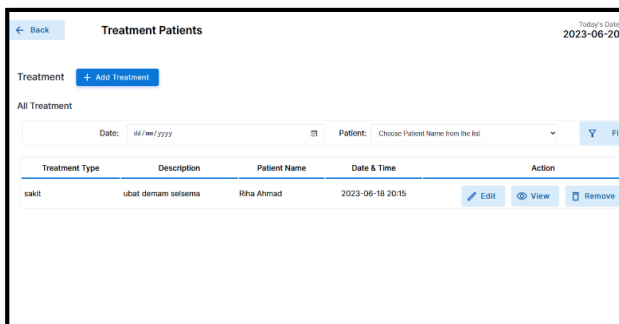 Back
Treatment Patients
Today's Date
2023-06-20
Treatment
+ Add Treatment
All Treatment
Date: dd/mm/yyyy Patient: Choose Patient Name from the list Fi
Treatment Type Description Patient Name Date & Time Action
sakit ubat demam selsema Riha Ahmad 2023-06-18 20:15 Edit View Remove